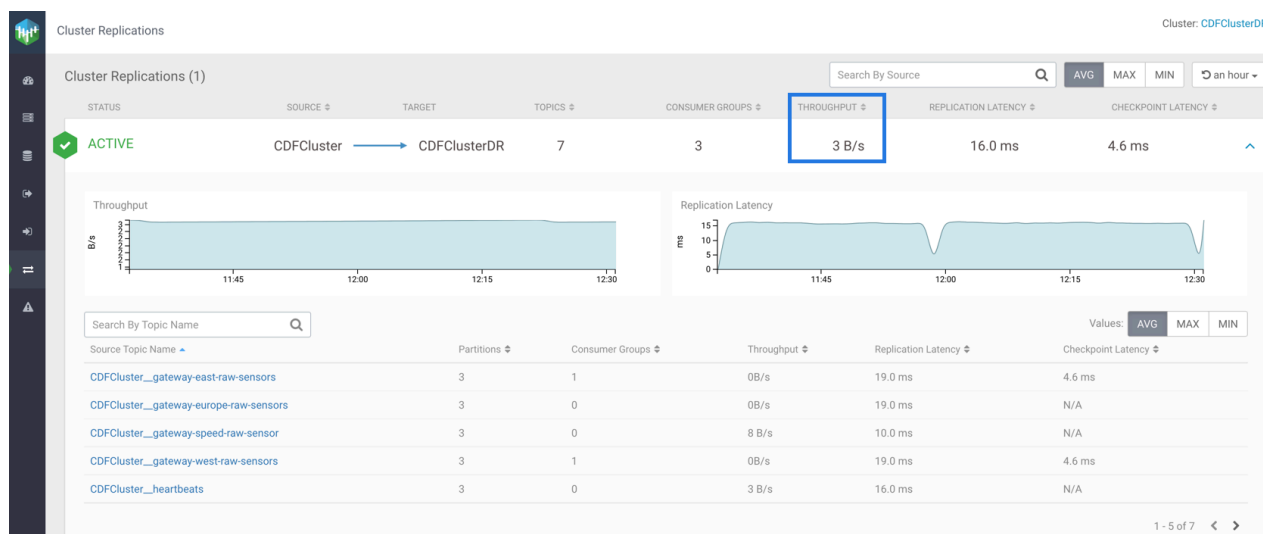 Cluster Replications
Cluster: CDFClusterDR
Cluster Replications (1)
Search By Source
AVG MAX MIN
an hour
STATUS SOURCE TARGET TOPICS CONSUMER GROUPS THROUGHPUT REPLICATION LATENCY CHECKPOINT LATENCY
ACTIVE CDFCluster CDFClusterDR 7 3 3 B/s 16.0 ms 4.6 ms
Throughput
B/s
3
2
2
2
2
1
11:45 12:00 12:15 12:30
Replication Latency
ms
15
10
5
0
11:45 12:00 12:15 12:30
Search By Topic Name
Values: AVG MAX MIN
Source Topic Name Partitions Consumer Groups Throughput Replication Latency Checkpoint Latency
CDFCluster__gateway-east-raw-sensors 3 1 0B/s 19.0 ms 4.6 ms
CDFCluster__gateway-europe-raw-sensors 3 0 0B/s 19.0 ms N/A
CDFCluster__gateway-speed-raw-sensor 3 0 8 B/s 10.0 ms N/A
CDFCluster__gateway-west-raw-sensors 3 1 0B/s 19.0 ms 4.6 ms
CDFCluster__heartbeats 3 0 3 B/s 16.0 ms N/A
1 - 5 of 7